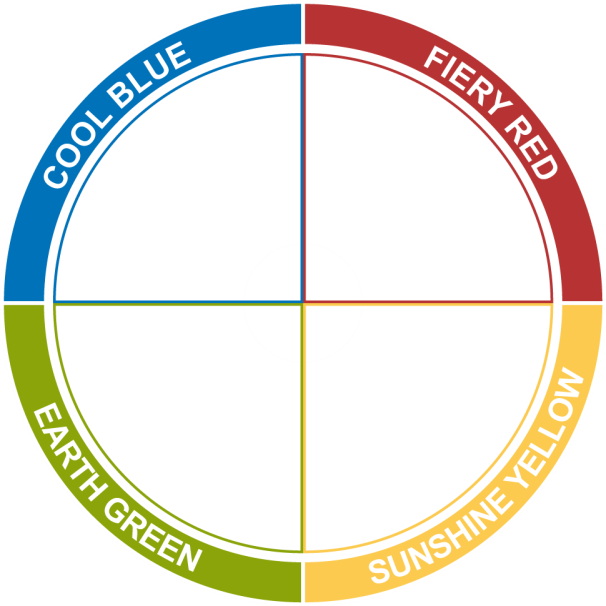 COOL BLUE
FIERY RED
EARTH GREEN
SUNSHINE YELLOW